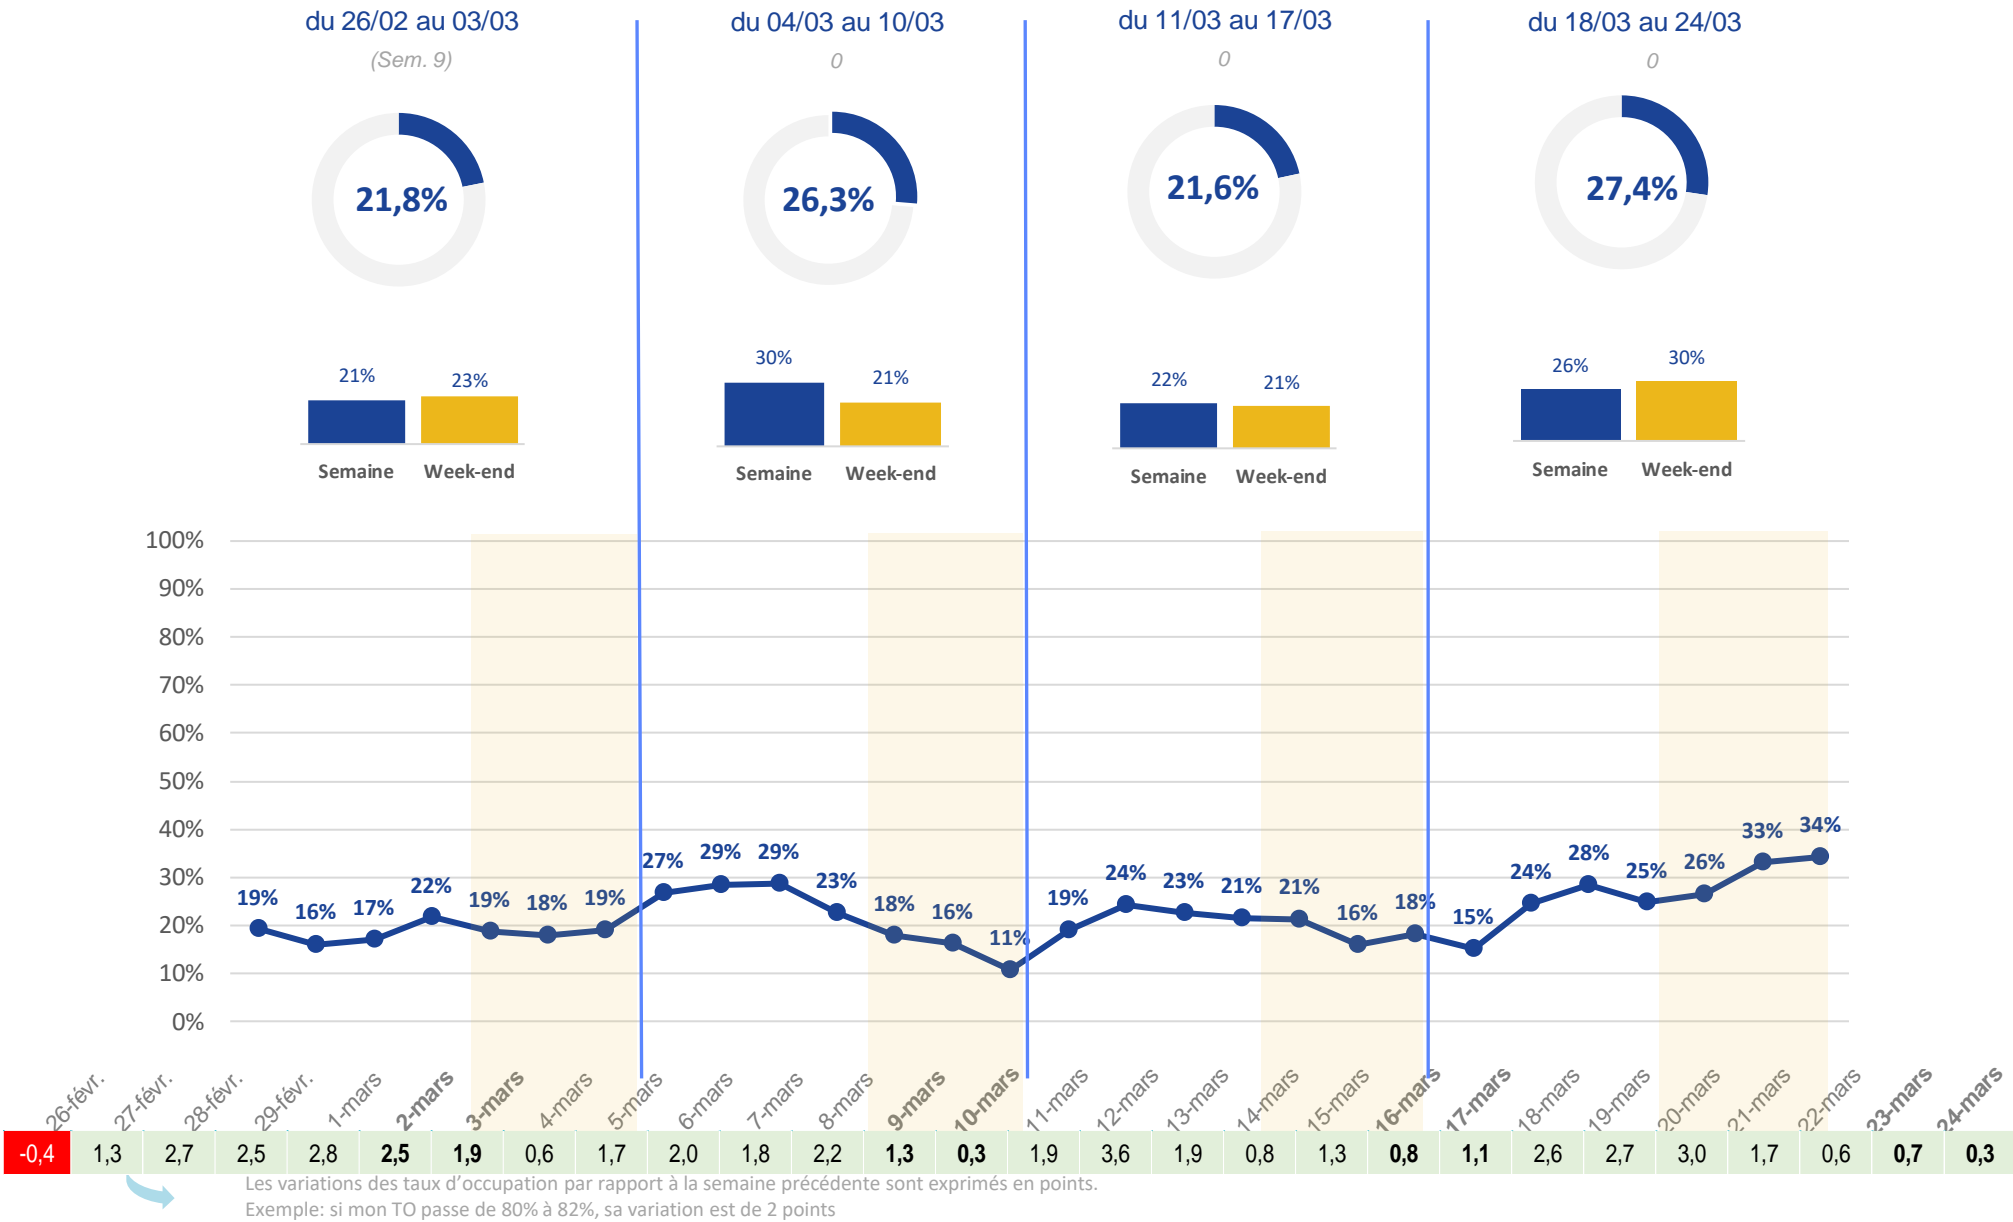 du 26/02 au 03/03
du 04/03 au 10/03
du 11/03 au 17/03
du 18/03 au 24/03
(Sem. 9)
0
0
0
21,8%
26,3%
21,6%
27,4%
21%
23%
30%
21%
22%
21%
26%
30%
Semaine Week-end
Semaine Week-end
Semaine Week-end
Semaine Week-end
100%
90%
80%
70%
60%
50%
40%
30%
20%
10%
0%
19% 16% 17% 22% 19% 18% 19% 27% 29% 29% 23% 18% 16% 11% 19% 24% 23% 21% 21% 16% 18% 15% 24% 28% 25% 26% 33% 34%
26-févr. 27-févr. 28-févr. 29-févr. 1-mars 2-mars 3-mars 4-mars 5-mars 6-mars 7-mars 8-mars 9-mars 10-mars 11-mars 12-mars 13-mars 14-mars 15-mars 16-mars 17-mars 18-mars 19-mars 20-mars 21-mars 22-mars 23-mars 24-mars
-0,4 1,3 2,7 2,5 2,8 2,5 1,9 0,6 1,7 2,0 1,8 2,2 1,3 0,3 1,9 3,6 1,9 0,8 1,3 0,8 1,1 2,6 2,7 3,0 1,7 0,6 0,7 0,3
Les variations des taux d'occupation par rapport à la semaine précédente sont exprimés en points.
Exemple: si mon TO passe de 80% à 82%, sa variation est de 2 points